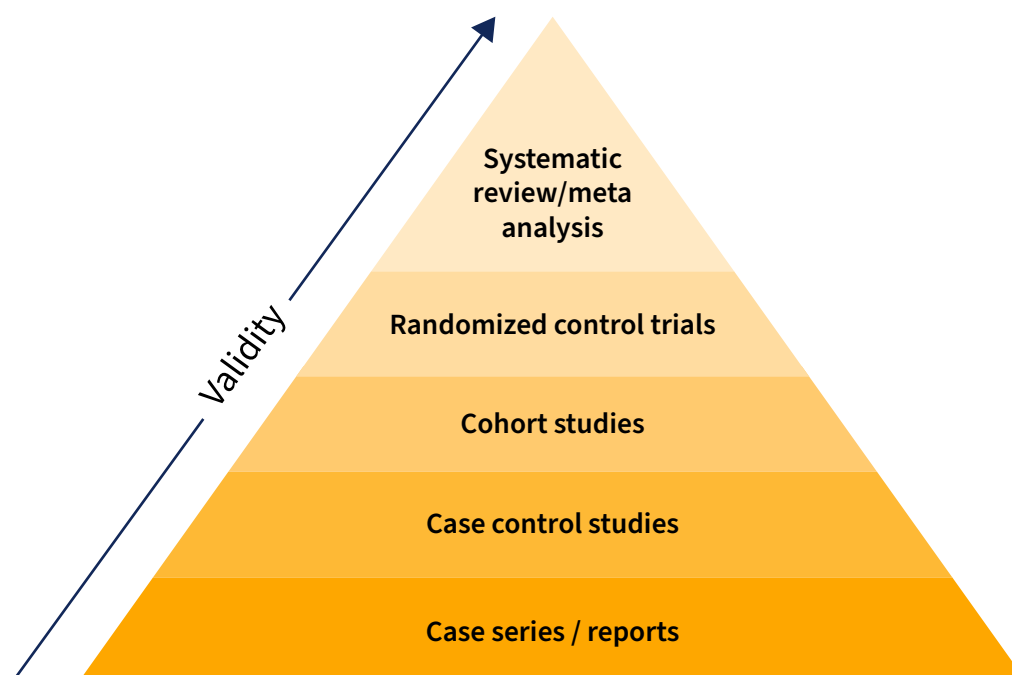 Systematic
review/meta
analysis
Randomized control trials
Validity
Cohort studies
Case control studies
Case series / reports